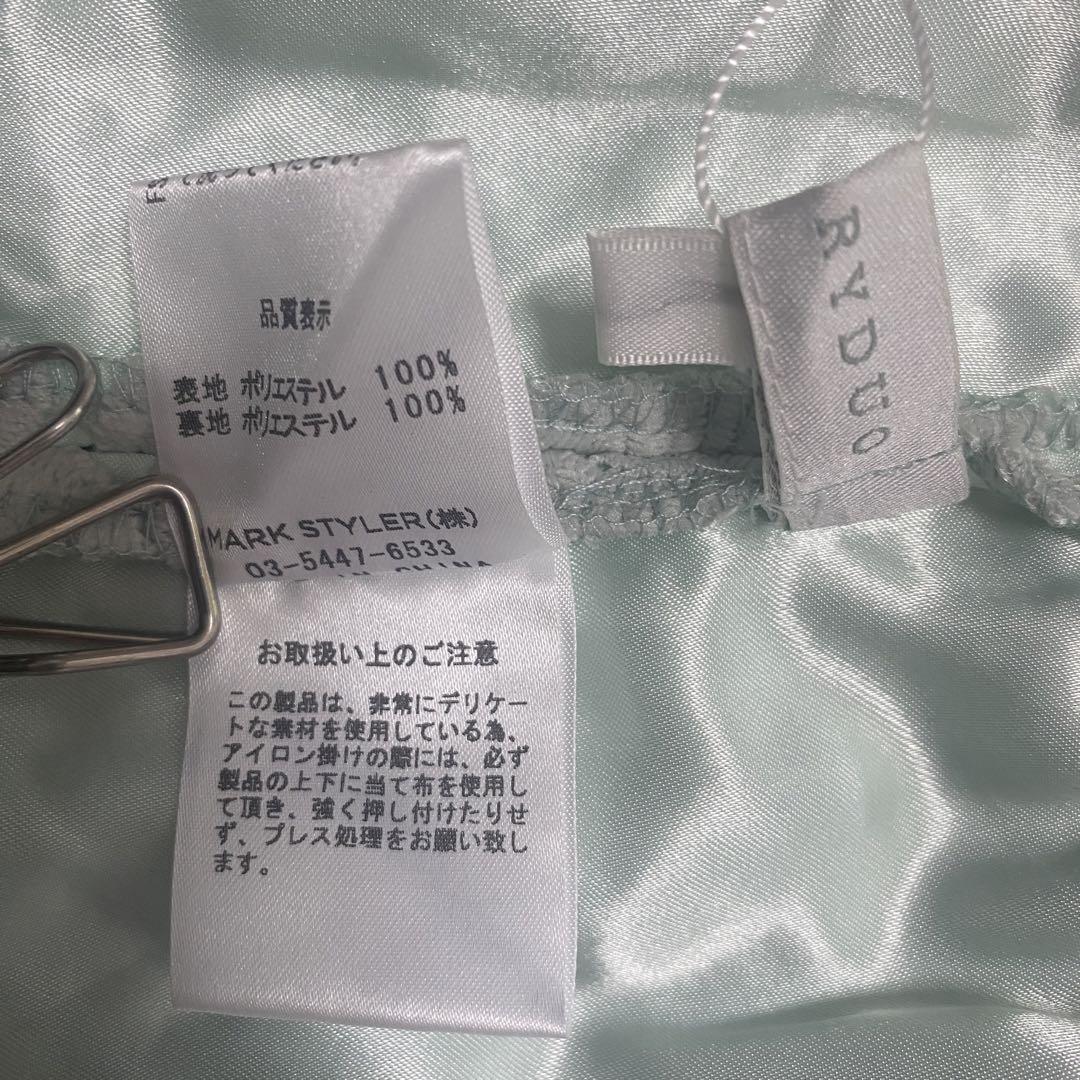 品質表示
表地 ポリエステル 100%
裏地 ポリエステル 100%
MARK STYLER(株)
03-5447-6533
お取扱い上のご注意
この製品は、非常にデリケー
トな素材を使用している為、
アイロン掛けの際には、必ず
製品の上下に当て布を使用し
て頂き、強く押し付けたりせ
ず、プレス処理をお願い致し
ます。
RYDU